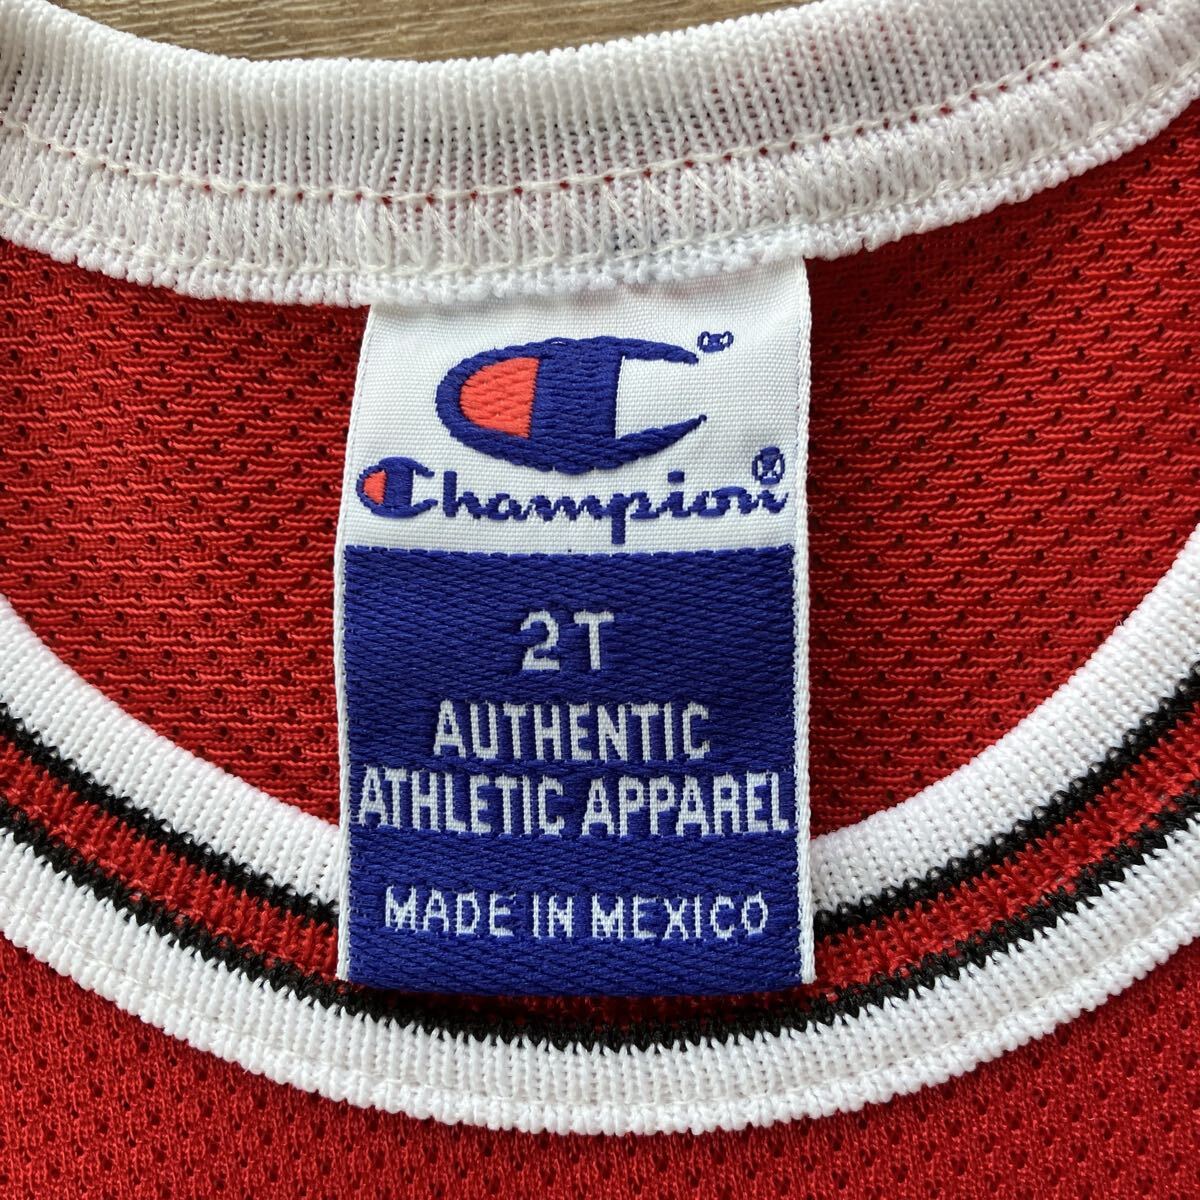 Champion
2T
AUTHENTIC
ATHLETIC APPAREL
MADE IN MEXICO